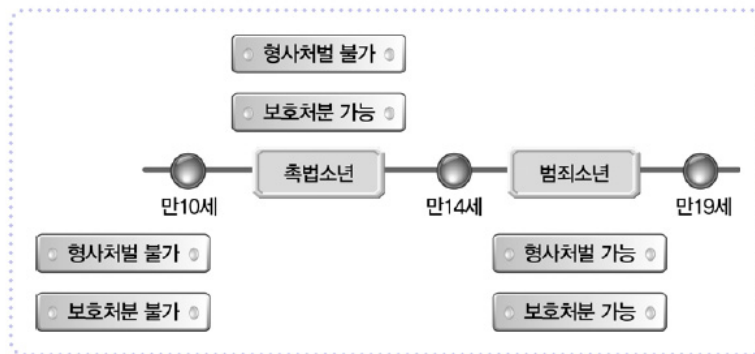 형사처벌 불가
보호처분 가능
촉법소년
범죄소년
만10세
만14세
만19세
형사처벌 불가
형사처벌 가능
보호처분 불가
보호처분 가능